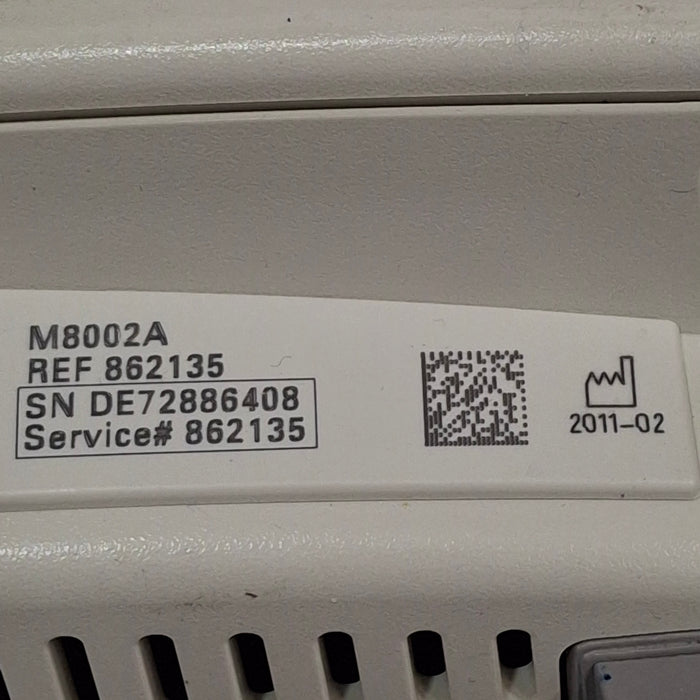 M8002A
REF 862135
SN DE72886408
Service# 862135
2011-02